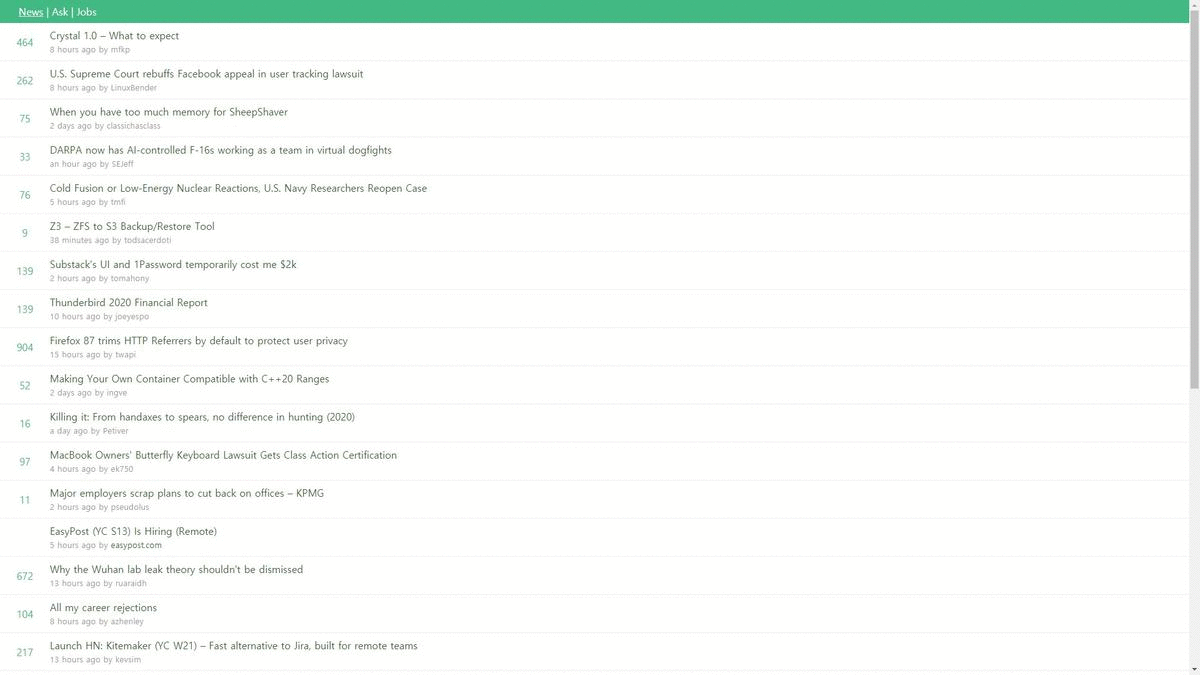 News | Ask | Jobs
464
Crystal 1.0 – What to expect
8 hours ago by mfkp
262
U.S. Supreme Court rebuffs Facebook appeal in user tracking lawsuit
8 hours ago by LinuxBender
75
When you have too much memory for SheepShaver
2 days ago by classichasclass
33
DARPA now has AI-controlled F-16s working as a team in virtual dogfights
an hour ago by SEJeff
76
Cold Fusion or Low-Energy Nuclear Reactions, U.S. Navy Researchers Reopen Case
5 hours ago by tmfi
9
Z3 – ZFS to S3 Backup/Restore Tool
38 minutes ago by todsacerdoti
139
Substack's UI and 1Password temporarily cost me $2k
2 hours ago by tomahony
139
Thunderbird 2020 Financial Report
10 hours ago by joeyespo
904
Firefox 87 trims HTTP Referrers by default to protect user privacy
15 hours ago by twapi
52
Making Your Own Container Compatible with C++20 Ranges
2 days ago by ingve
16
Killing it: From handaxes to spears, no difference in hunting (2020)
a day ago by Petiver
97
MacBook Owners' Butterfly Keyboard Lawsuit Gets Class Action Certification
4 hours ago by ek750
11
Major employers scrap plans to cut back on offices – KPMG
2 hours ago by pseudolus
EasyPost (YC S13) Is Hiring (Remote)
5 hours ago by easypost.com
672
Why the Wuhan lab leak theory shouldn't be dismissed
13 hours ago by ruaraidh
104
All my career rejections
8 hours ago by azhenley
217
Launch HN: Kitemaker (YC W21) – Fast alternative to Jira, built for remote teams
13 hours ago by kevsim